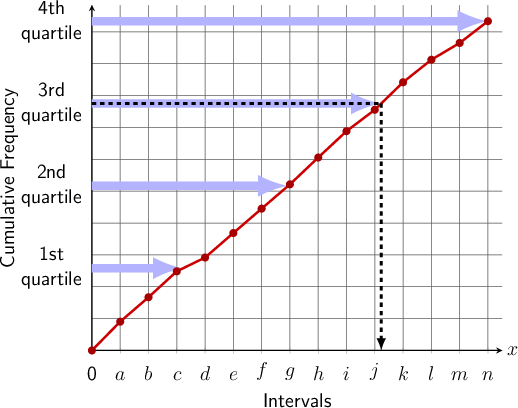 4th
quartile
3rd
quartile
2nd
quartile
1st
quartile
Cumulative Frequency
0 a b c d e f g h i j k l m n
x
Intervals